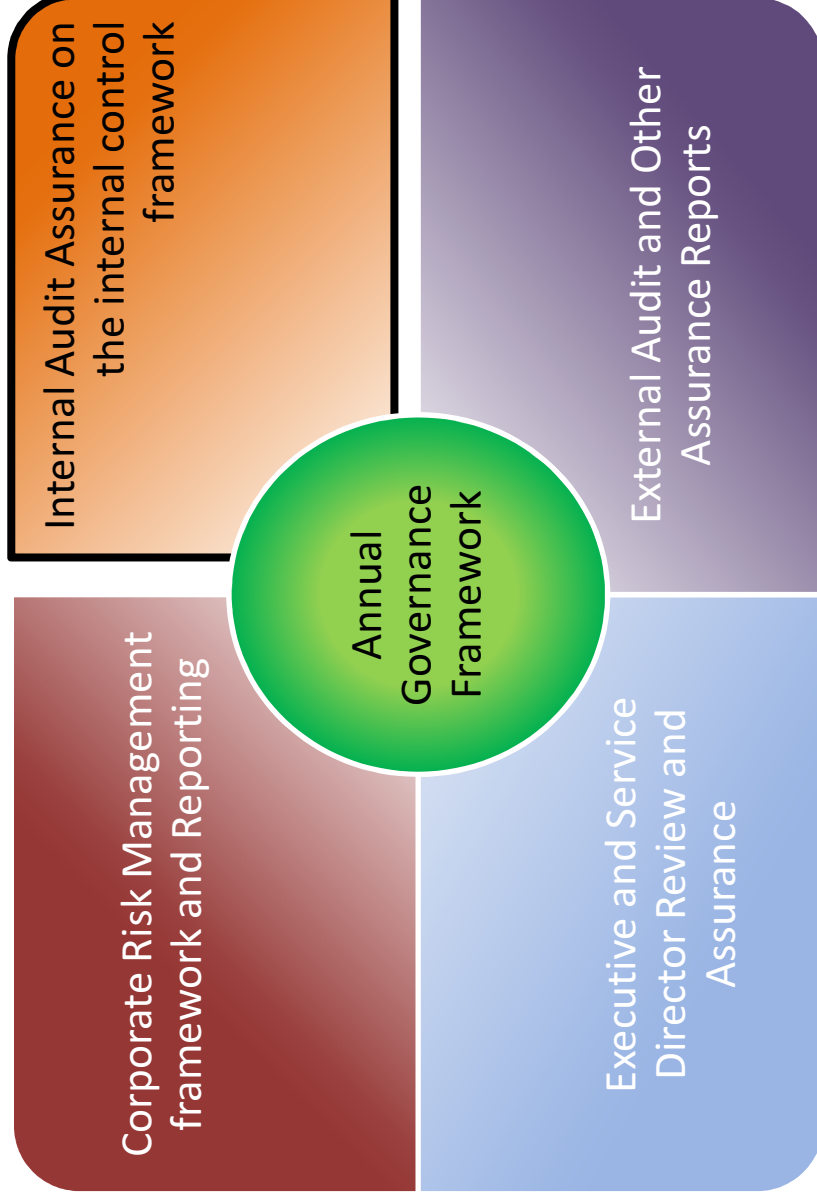 Corporate Risk Management
framework and Reporting
Internal Audit Assurance on
the internal control
framework
Annual
Governance
Framework
Executive and Service
Director Review and
Assurance
External Audit and Other
Assurance Reports